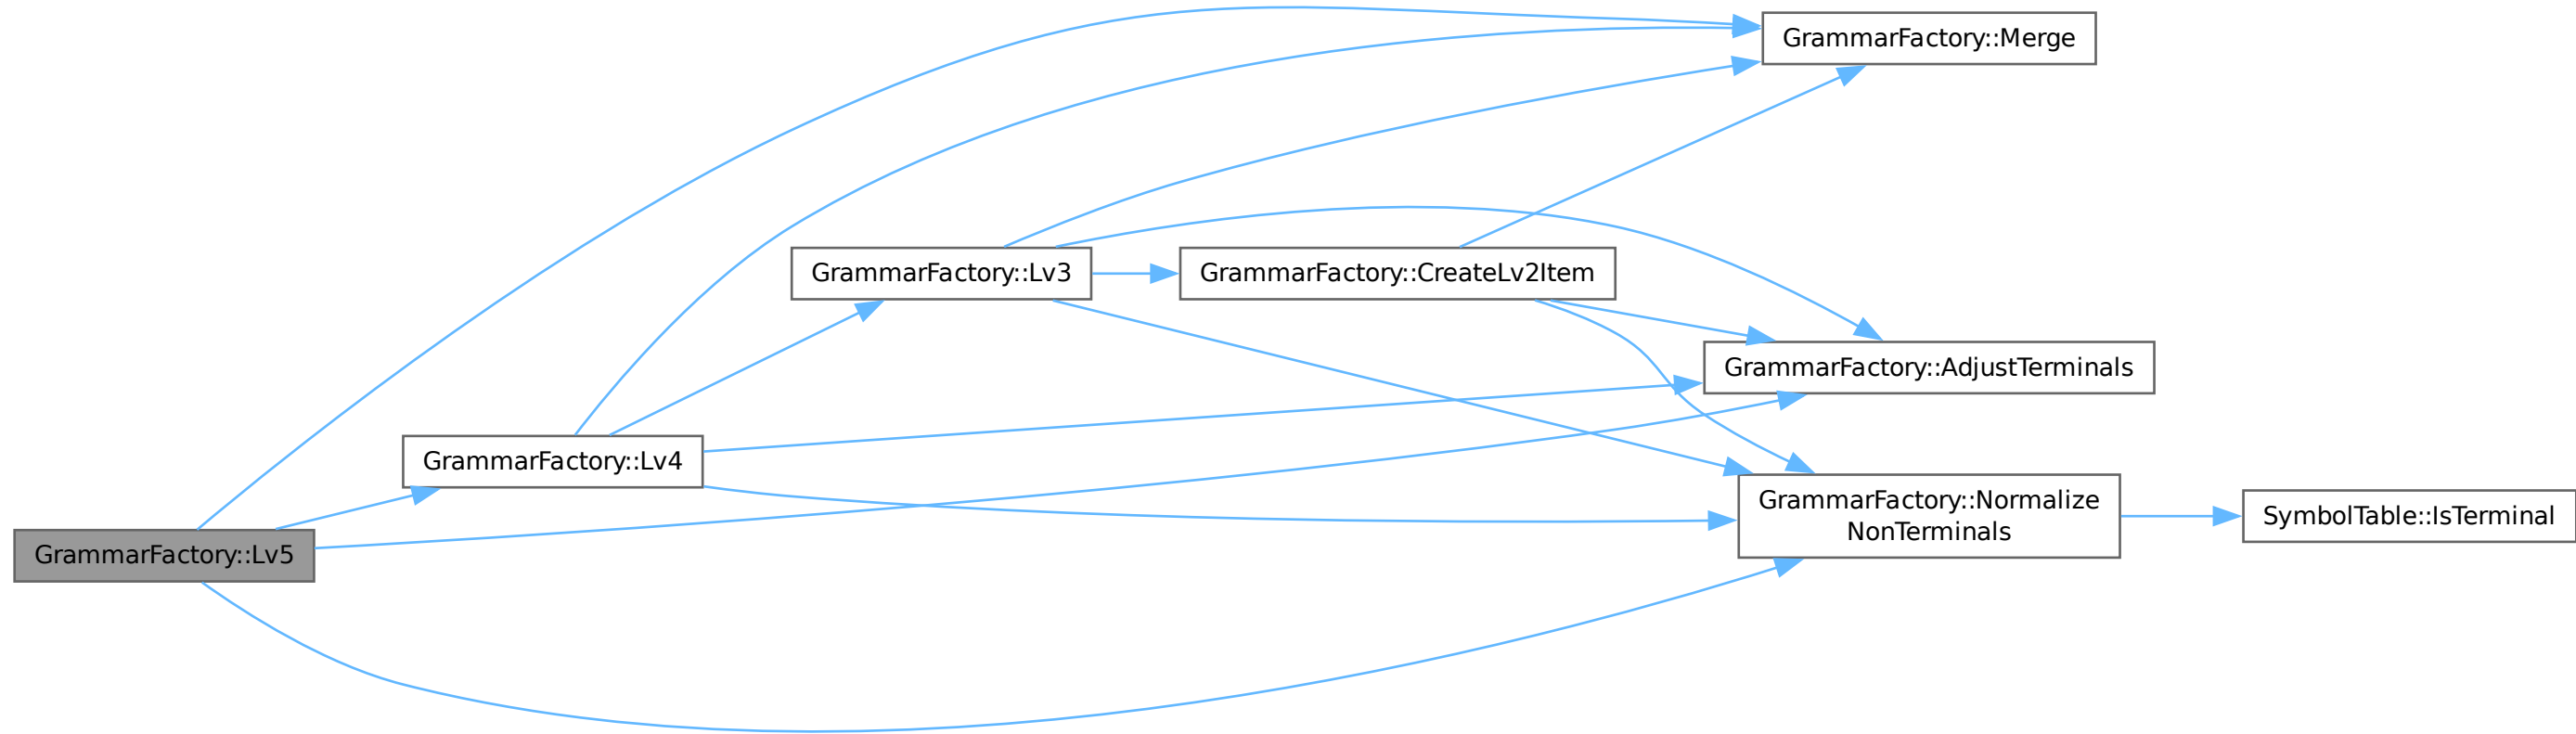 GrammarFactory::Merge
GrammarFactory::Lv3
GrammarFactory::CreateLv2Item
GrammarFactory::AdjustTerminals
GrammarFactory::Lv4
GrammarFactory::Normalize
NonTerminals
SymbolTable::IsTerminal
GrammarFactory::Lv5